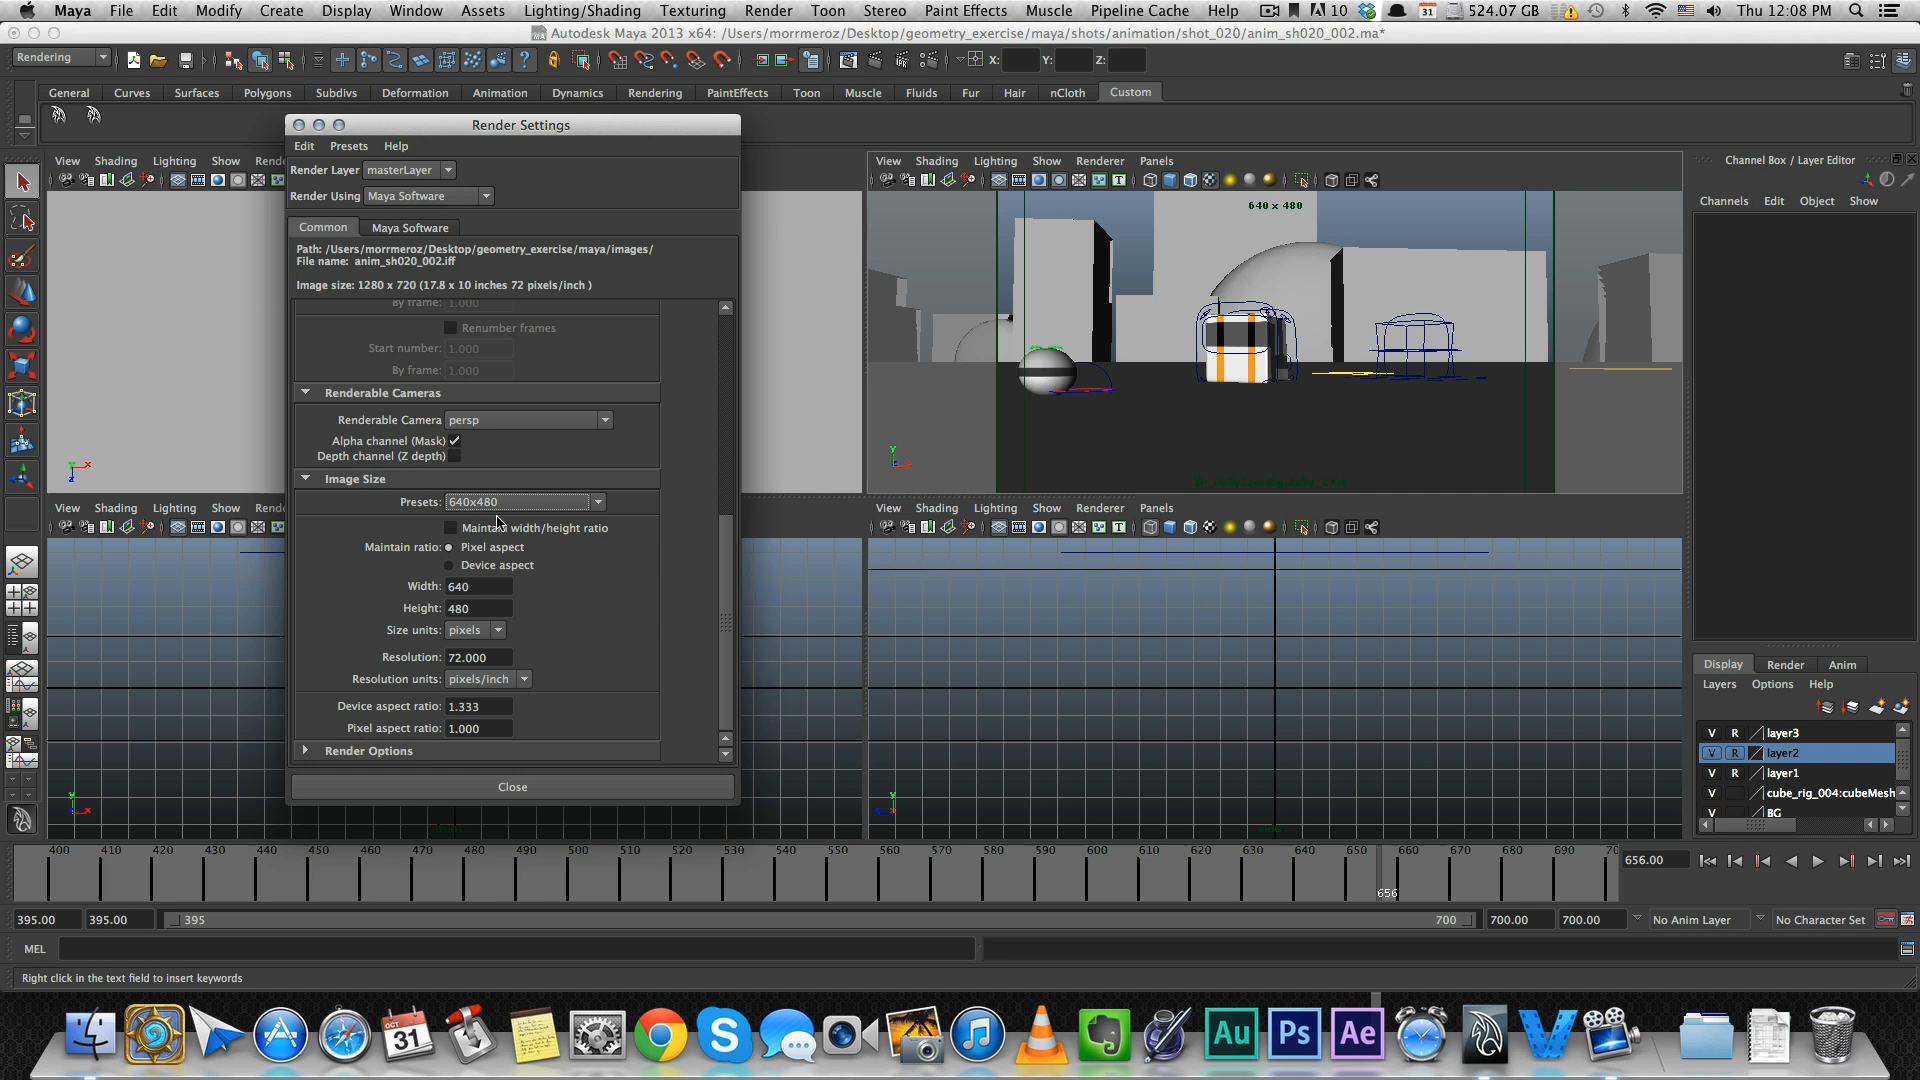 Maya File Edit Modify Create Display Window Assets Lighting/Shading Texturing Render Toon Stereo Paint Effects Muscle Pipeline Cache Help 10 31 524.07 GB Thu 12:08 PM
Autodesk Maya 2013 x64: /Users/morrmeroz/Desktop/geometry_exercise/maya/shots/animation/shot_020/anim_sh020_002.ma*
Rendering X: Y: Z:
General Curves Surfaces Polygons Subdivs Deformation Animation Dynamics Rendering PaintEffects Toon Muscle Fluids Fur Hair nCloth Custom
Render Settings
Edit Presets Help
View Shading Lighting Show Rende
View Shading Lighting Show Renderer Panels
Channel Box / Layer Editor
Render Layer masterLayer
Render Using Maya Software
Channels Edit Object Show
640 x 480
Common Maya Software
Path: /Users/morrmeroz/Desktop/geometry_exercise/maya/images/
File name: anim_sh020_002.iff
Image size: 1280 x 720 (17.8 x 10 inches 72 pixels/inch )
By frame: 1.000
Renumber frames
Start number: 1.000
By frame: 1.000
Renderable Cameras
Renderable Camera persp
Alpha channel (Mask)
Depth channel (Z depth)
Image Size
Presets: 640x480
View Shading Lighting Show Rende
View Shading Lighting Show Renderer Panels
Maintain width/height ratio
Maintain ratio: Pixel aspect
Device aspect
Width: 640
Height: 480
Size units: pixels
Resolution: 72.000
Resolution units: pixels/inch
Device aspect ratio: 1.333
Pixel aspect ratio: 1.000
Render Options
Close
Display Render Anim
Layers Options Help
V R layer3
V R layer2
V R layer1
V cube_rig_004:cubeMesh
V BG
400 410 420 430 440 450 460 470 480 490 500 510 520 530 540 550 560 570 580 590 600 610 620 630 640 650 660 670 680 690 70
656
656.00
395.00 395.00 395 700 700.00 700.00 No Anim Layer No Character Set
MEL
Right click in the text field to insert keywords
OCT
31
Au Ps Ae